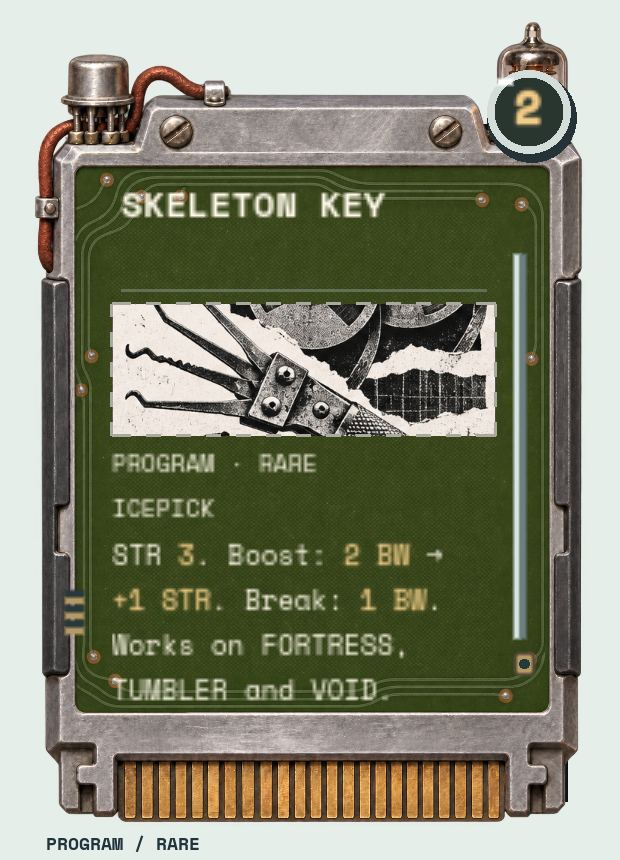 2
SKELETON KEY
PROGRAM · RARE
ICEPICK
STR 3. Boost: 2 BW →
+1 STR. Break: 1 BW.
Works on FORTRESS,
TUMBLER and VOID.
PROGRAM / RARE